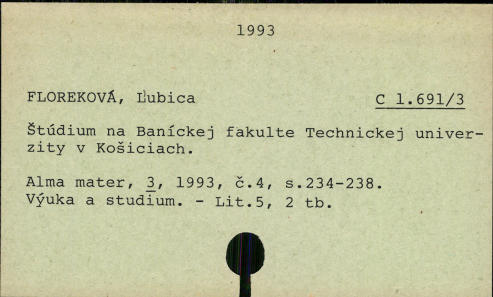 1993
FLOREKOVÁ, Ľubica C 1.691/3
Štúdium na Baníckej fakulte Technickej univer-
zity v Košiciach.
Alma mater, 3, 1993, č.4, s.234-238.
Výuka a studium. - Lit.5, 2 tb.